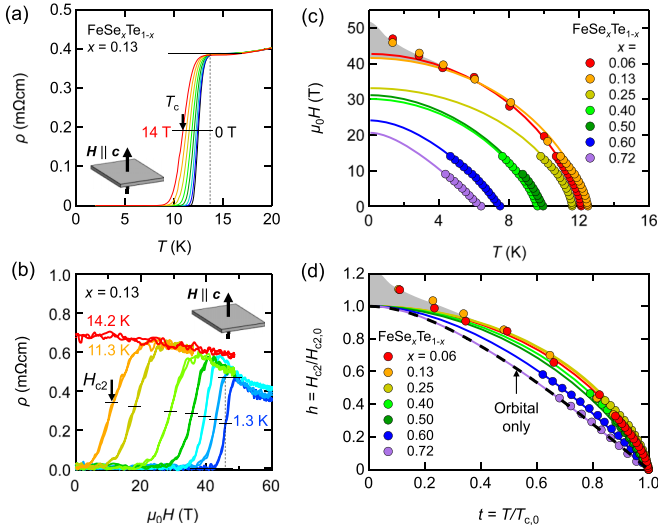 (a)
FeSeₓTe₁₋ₓ
x = 0.13
Tc
14 T
0 T
H || c
ρ (mΩcm)
0.4
0.3
0.2
0.1
0
0 5 10 15 20
T (K)
(b)
x = 0.13
H || c
14.2 K
11.3 K
Hc2
1.3 K
ρ (mΩcm)
1.0
0.8
0.6
0.4
0.2
0.0
0 20 40 60
μ₀H (T)
(c)
FeSeₓTe₁₋ₓ
x =
0.06
0.13
0.25
0.40
0.50
0.60
0.72
μ₀H (T)
50
40
30
20
10
0
0 4 8 12 16
T (K)
(d)
FeSeₓTe₁₋ₓ
x = 0.06
0.13
0.25
0.40
0.50
0.60
0.72
Orbital
only
h = Hc2/Hc2,0
1.2
1.0
0.8
0.6
0.4
0.2
0
0.0 0.2 0.4 0.6 0.8 1.0
t = T/Tc,0